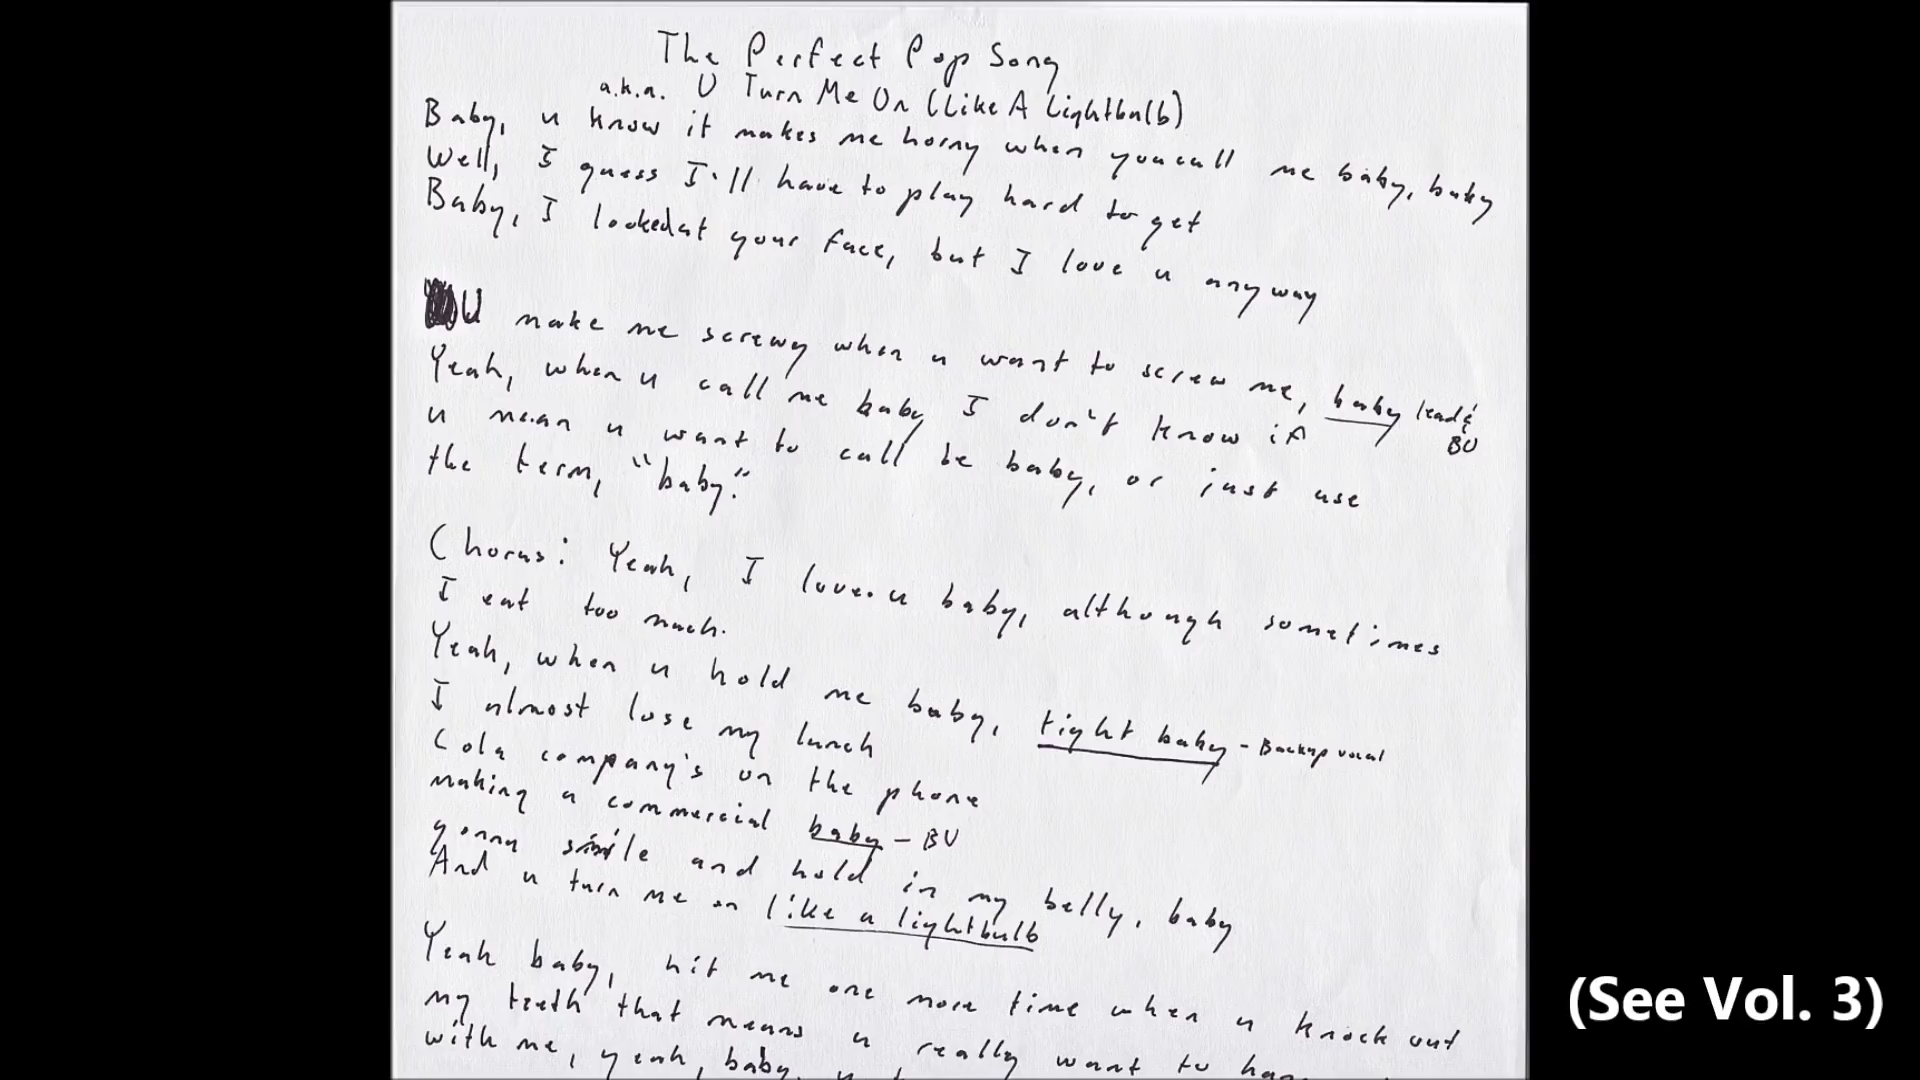 The Perfect Pop Song
a.k.a. U Turn Me On (Like A Lightbulb)
Baby, u know it makes me horny when you call me baby, baby
Well, I guess I'll have to play hard to get
Baby, I looked at your face, but I love u anyway
U make me screwy when u want to screw me, baby lead &
BU
Yeah, when u call me baby I don't know if
u mean u want to call be baby, or just use
the term, "baby."
Chorus: Yeah, I love u baby, although sometimes
I eat too much.
Yeah, when u hold me baby, tight baby - Backup vocal
I almost lose my lunch
Cola company's on the phone
making a commercial baby - BU
gonna smile and hold in my belly, baby
And u turn me on like a lightbulb
Yeah baby, hit me one more time when u knock out
my teeth that means u really want to
with me, yeah, baby,
(See Vol. 3)